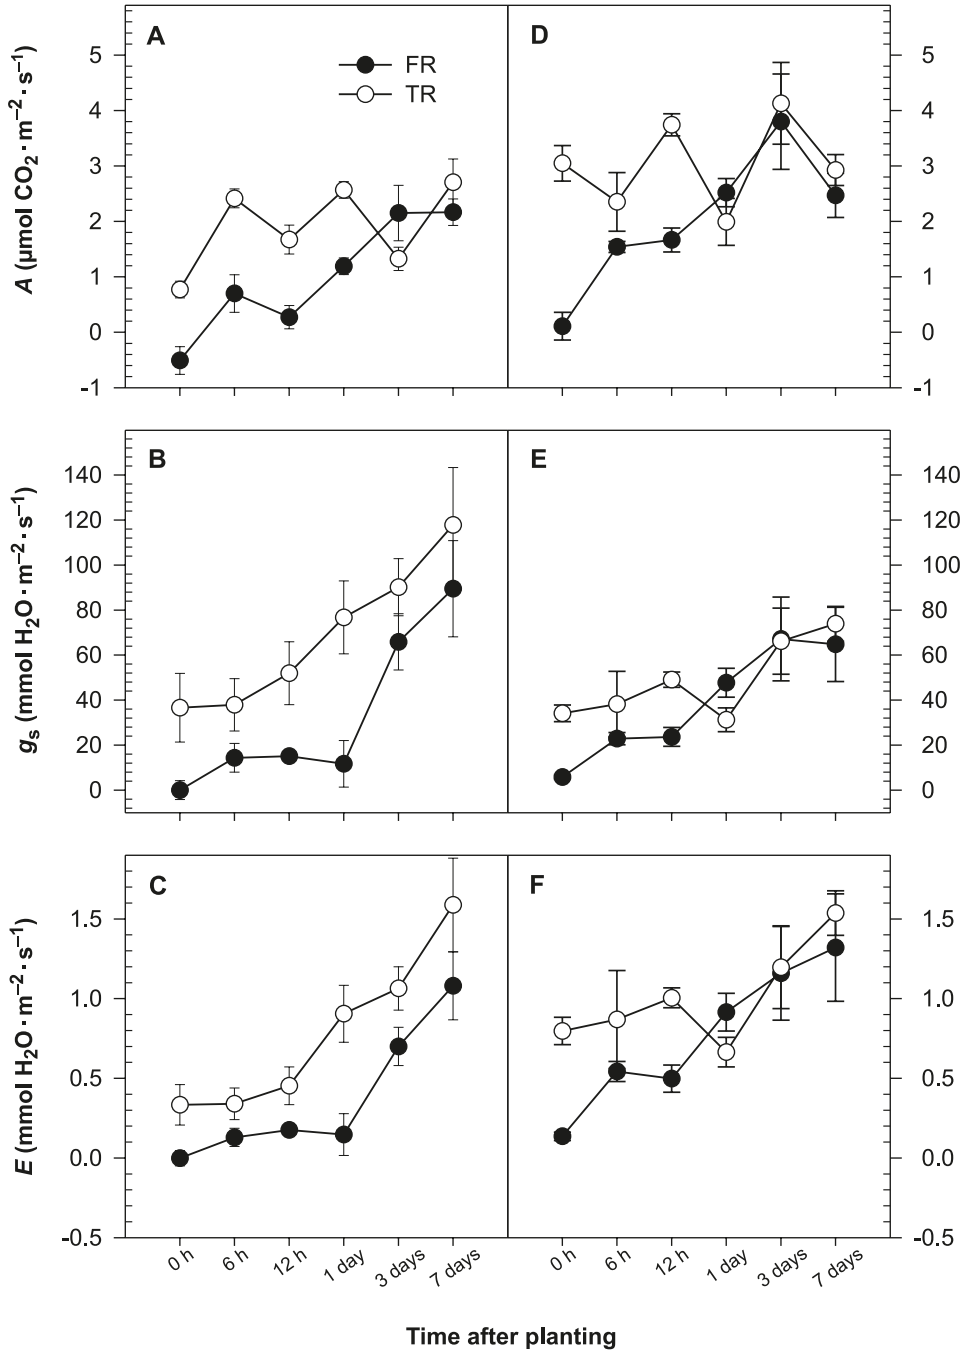 A
FR
TR
D
5
4
3
2
1
0
-1
A (µmol CO₂·m⁻²·s⁻¹)
5
4
3
2
1
0
-1
B
E
140
120
100
80
60
40
20
0
gₛ (mmol H₂O·m⁻²·s⁻¹)
140
120
100
80
60
40
20
0
C
F
1.5
1.0
0.5
0.0
-0.5
E (mmol H₂O·m⁻²·s⁻¹)
1.5
1.0
0.5
0.0
-0.5
0 h
6 h
12 h
1 day
3 days
7 days
0 h
6 h
12 h
1 day
3 days
7 days
Time after planting